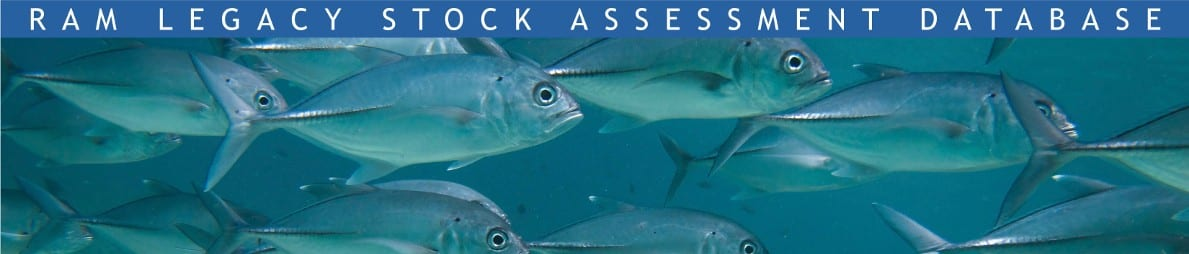 RAM LEGACY STOCK ASSESSMENT DATABASE